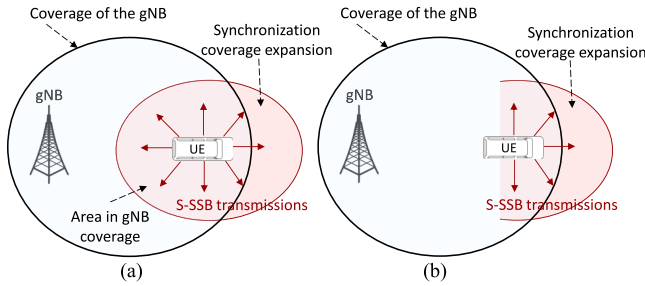 Coverage of the gNB
Synchronization
coverage expansion
gNB
UE
S-SSB transmissions
Area in gNB
coverage
(a)
Coverage of the gNB
Synchronization
coverage expansion
gNB
UE
S-SSB transmissions
(b)